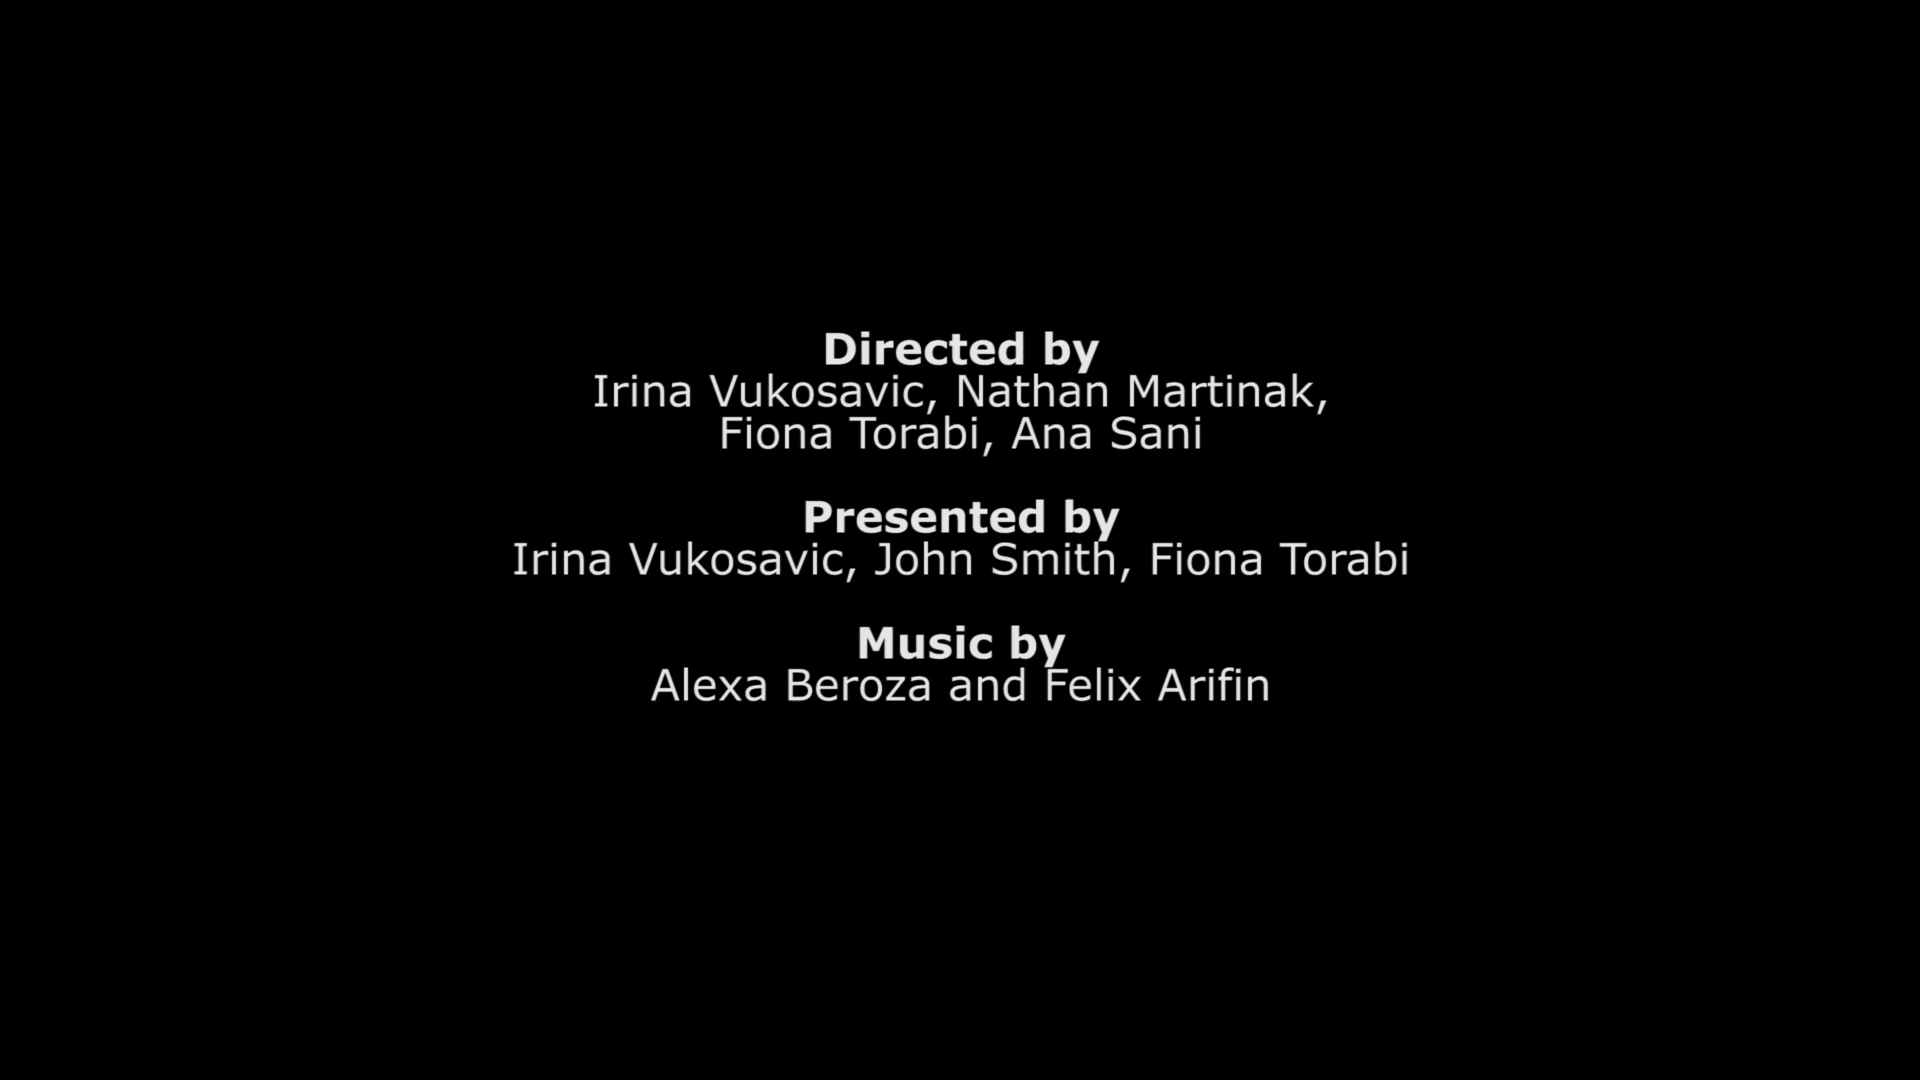 Directed by
Irina Vukosavic, Nathan Martinak,
Fiona Torabi, Ana Sani
Presented by
Irina Vukosavic, John Smith, Fiona Torabi
Music by
Alexa Beroza and Felix Arifin